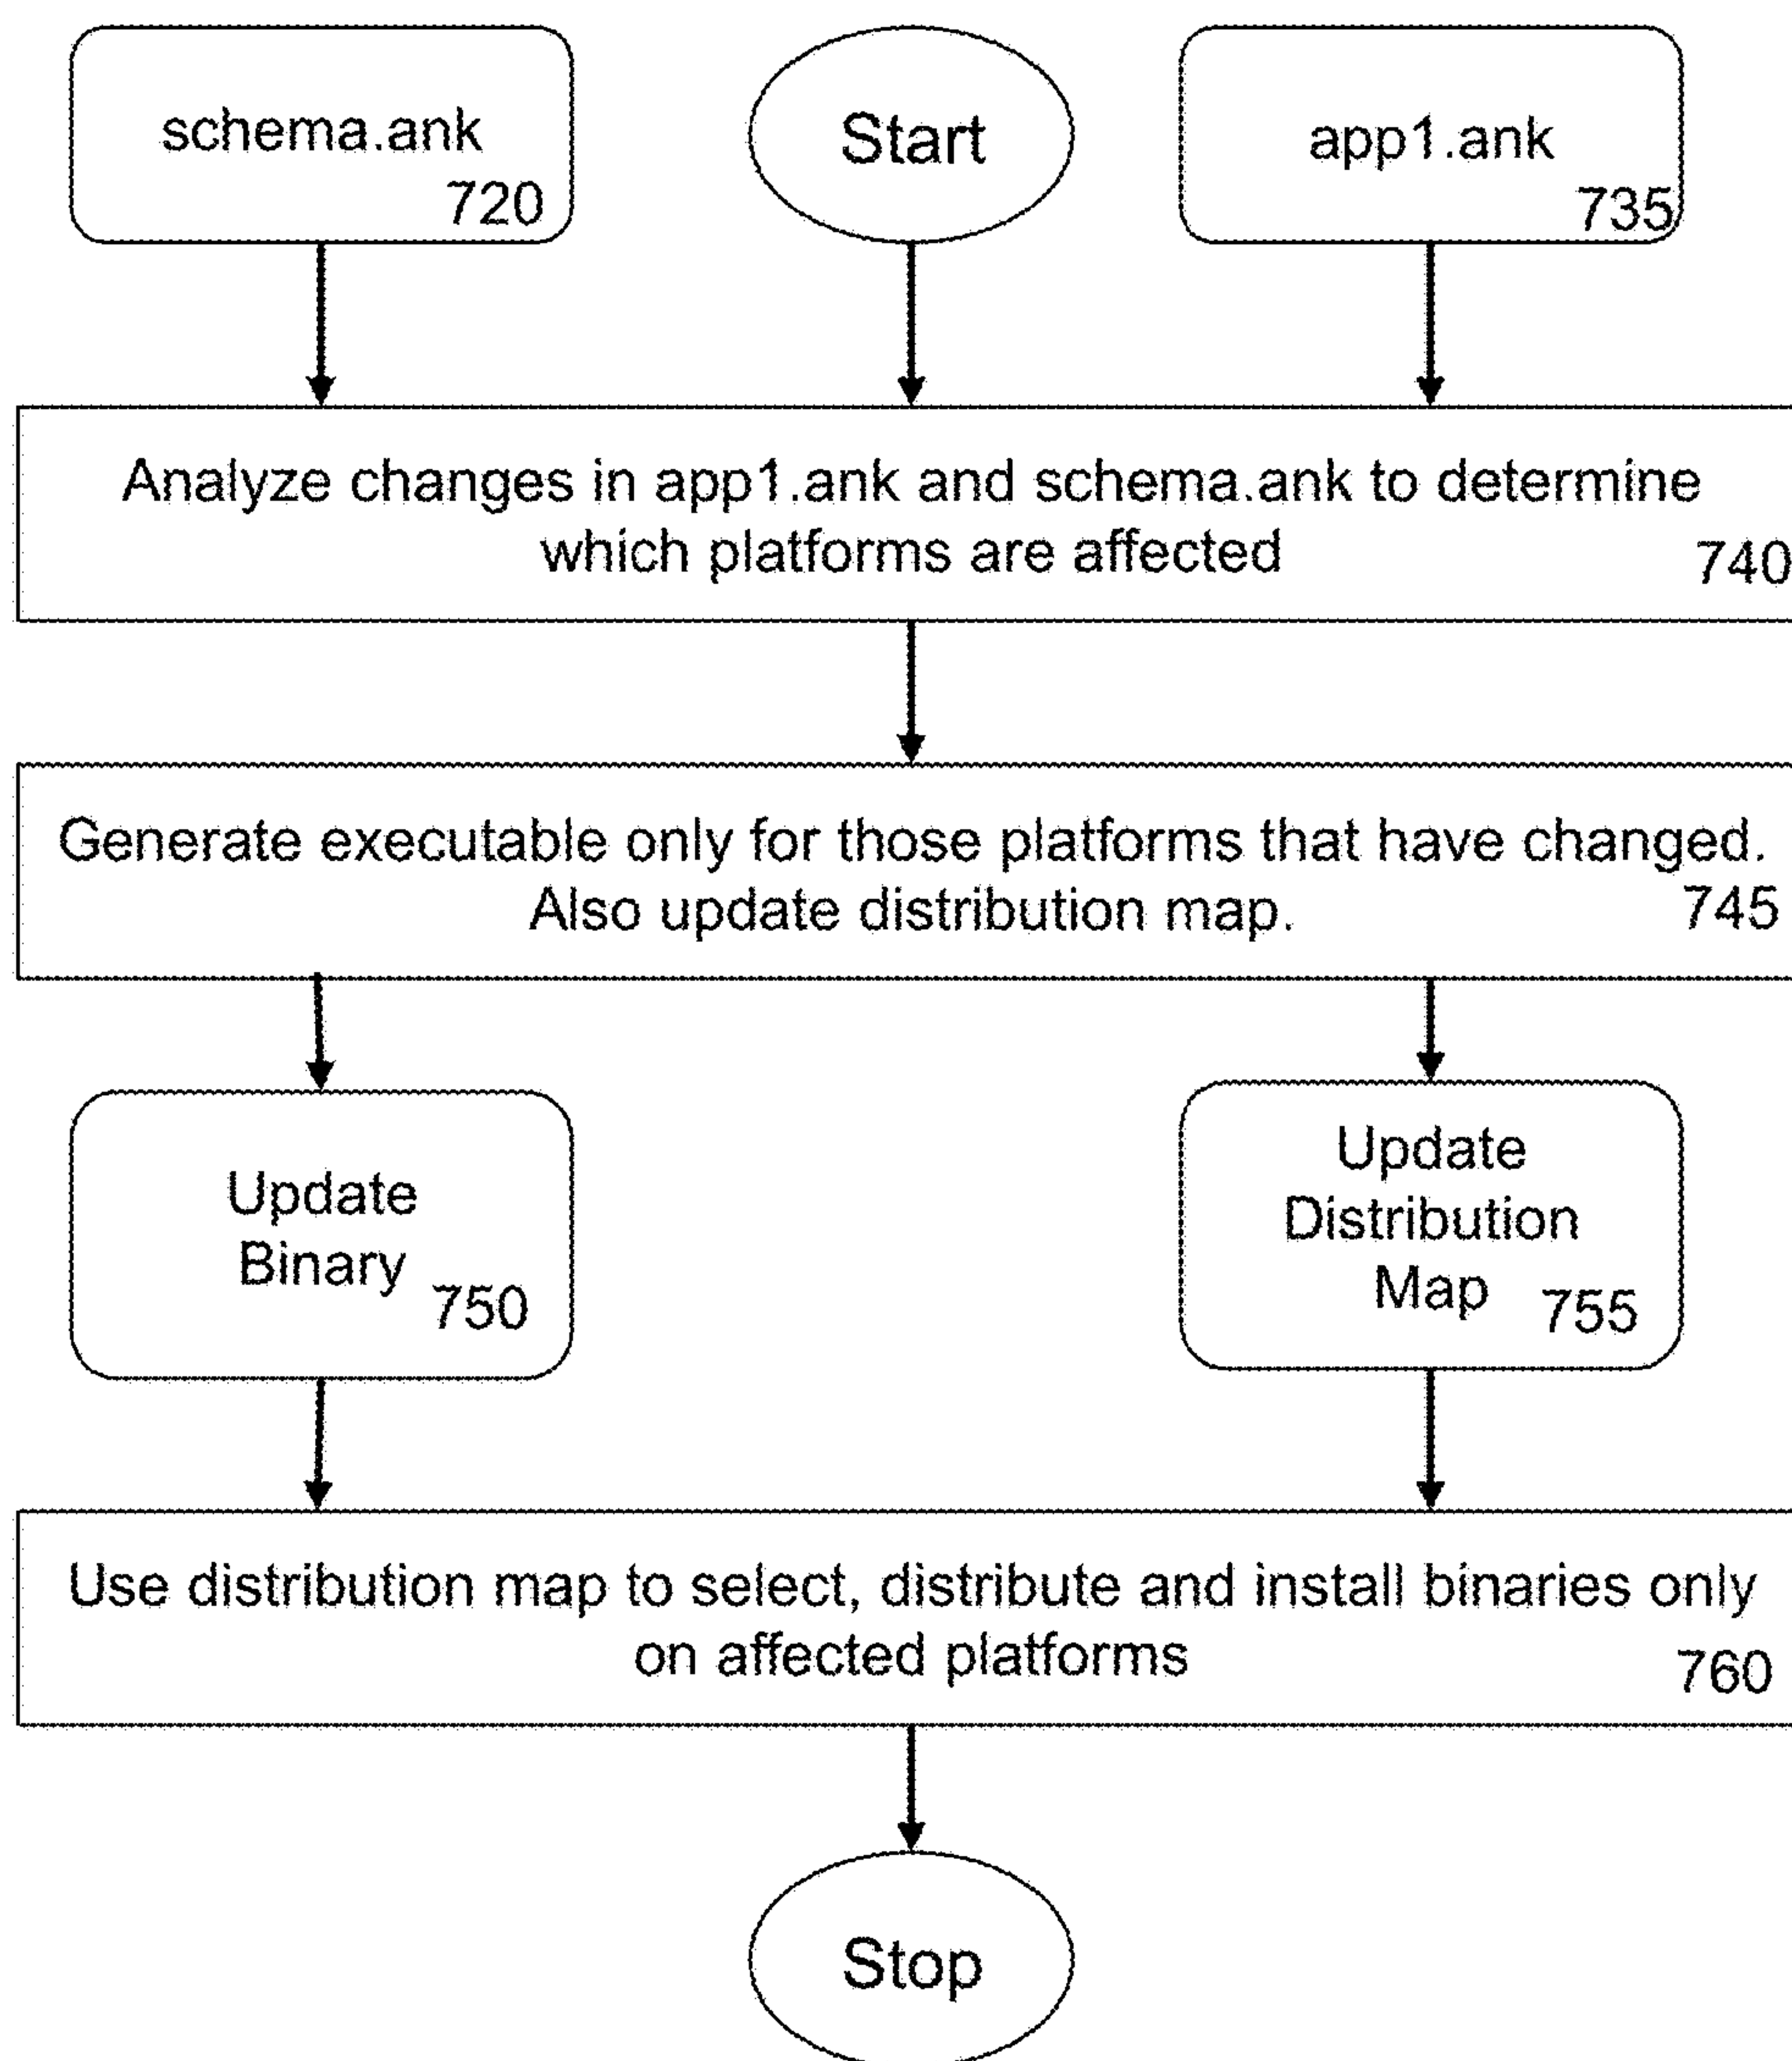 schema.ank
720
Start
app1.ank
735
Analyze changes in app1.ank and schema.ank to determine
which platforms are affected
740
Generate executable only for those platforms that have changed.
Also update distribution map.
745
Update
Binary
750
Update
Distribution
Map
755
Use distribution map to select, distribute and install binaries only
on affected platforms
760
Stop